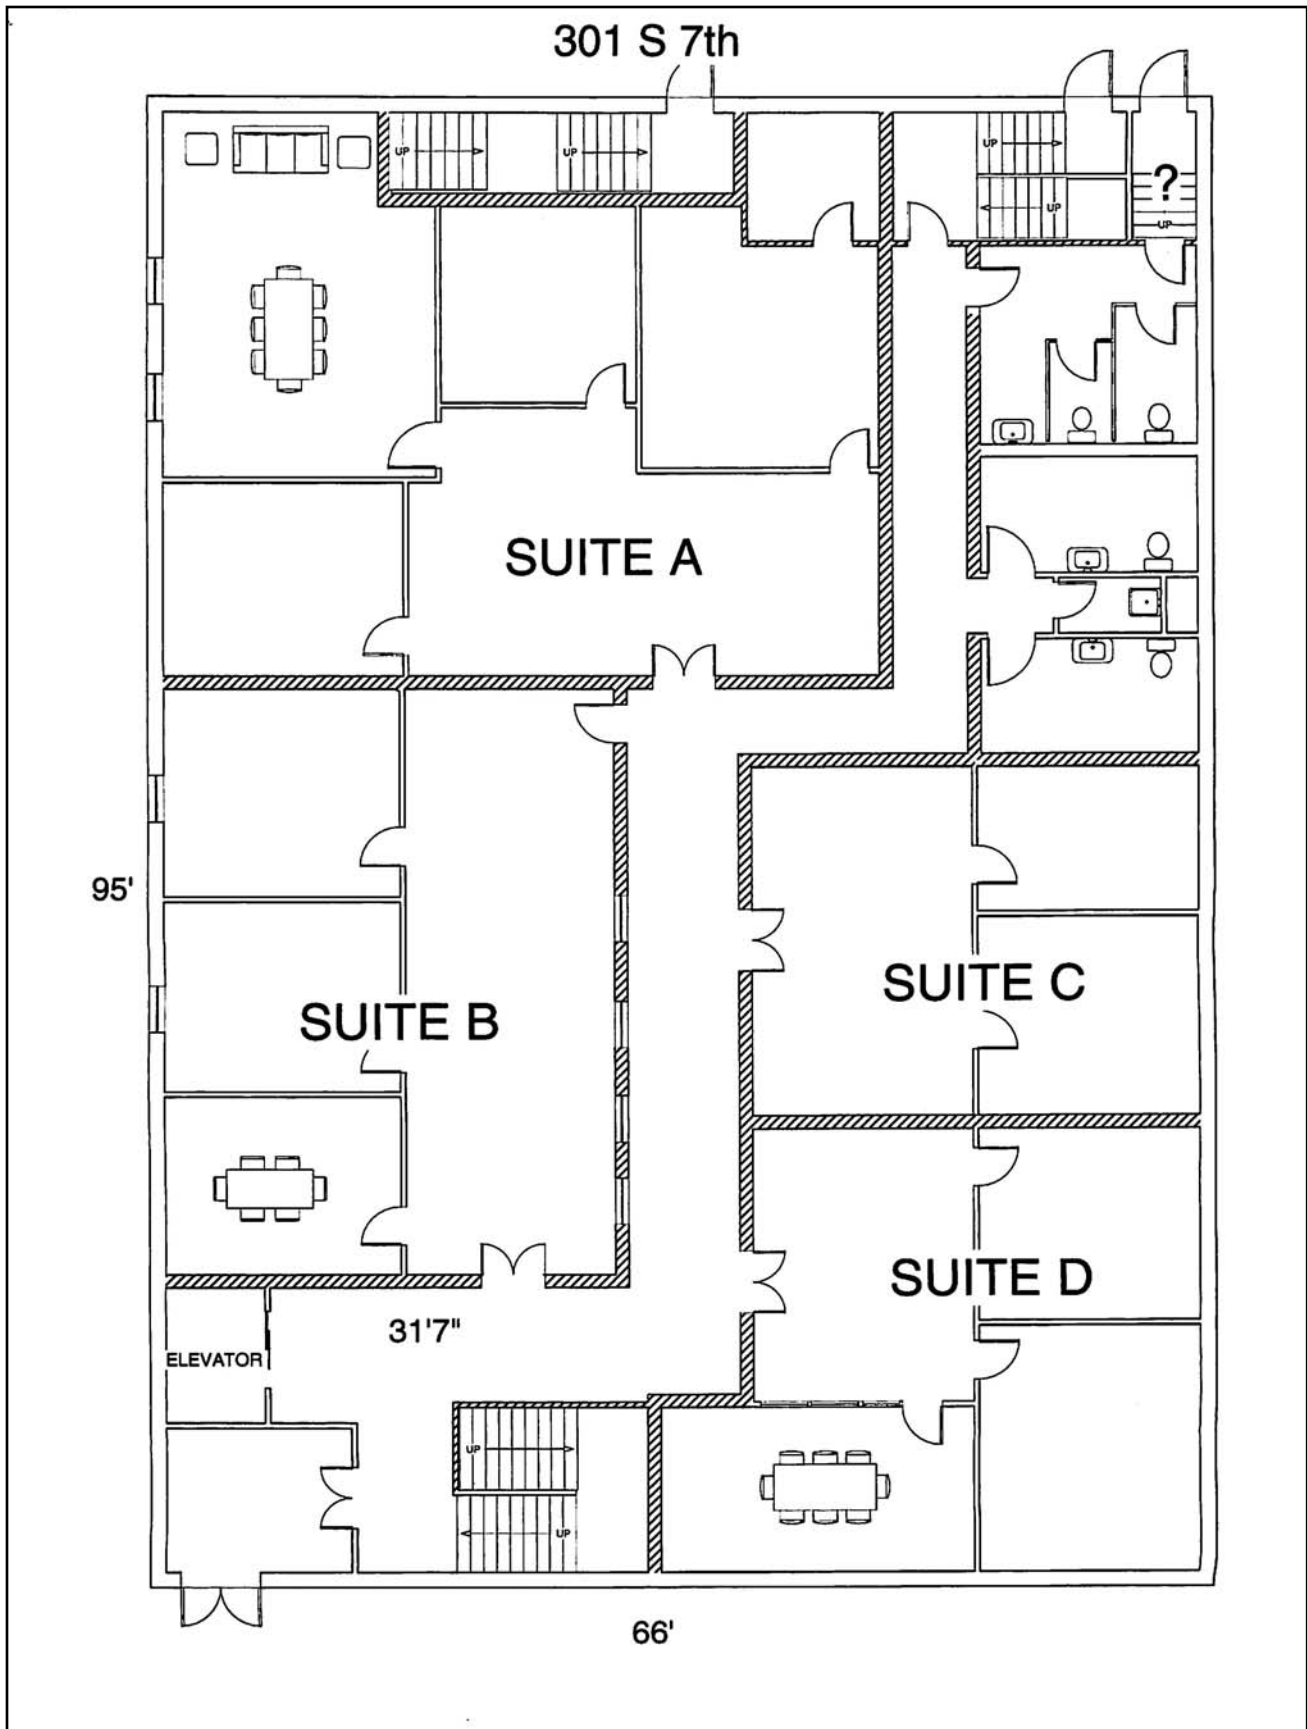 301 S 7th
UP
UP
UP
UP
?
UP
SUITE A
95'
SUITE C
SUITE B
SUITE D
31'7"
ELEVATOR
UP
UP
66'